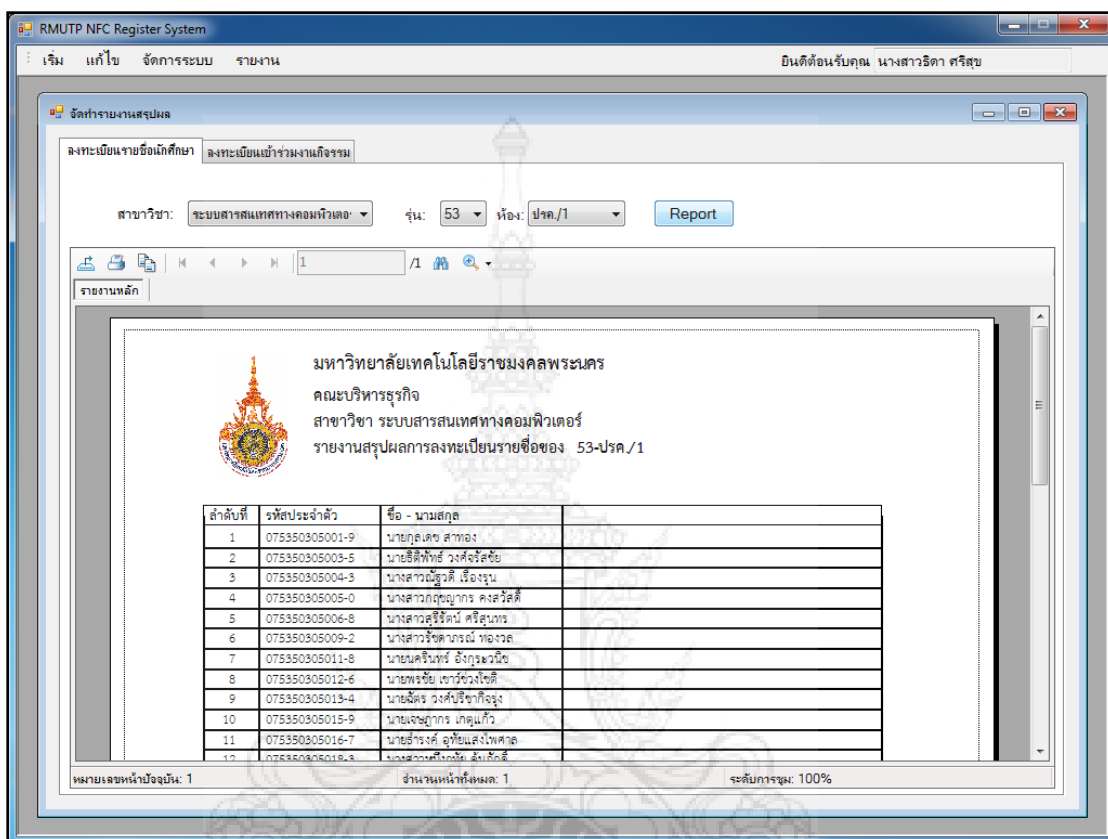 RMUTP NFC Register System
เริ่ม แก้ไข จัดการระบบ รายงาน ยินดีต้อนรับคุณ นางสาวธิดา ศรีสุข
จัดทำรายงานสรุปผล
ลงทะเบียนรายชื่อนักศึกษา ลงทะเบียนเข้าร่วมงานกิจกรรม
สาขาวิชา: ระบบสารสนเทศทางคอมพิวเตอ รุ่น: 53 ห้อง: ปรค./1 Report
1 /1
รายงานหลัก
มหาวิทยาลัยเทคโนโลยีราชมงคลพระนคร
คณะบริหารธุรกิจ
สาขาวิชา ระบบสารสนเทศทางคอมพิวเตอร์
รายงานสรุปผลการลงทะเบียนรายชื่อของ 53-ปรค./1
ลำดับที่ รหัสประจำตัว ชื่อ - นามสกุล
1 075350305001-9 นายกุลเดช สาทอง
2 075350305003-5 นายธิติพัทธ์ วงศ์จรัสชัย
3 075350305004-3 นางสาวณัฐวดี เรืองรุน
4 075350305005-0 นางสาวกฤชญากร คงสวัสดิ์
5 075350305006-8 นางสาวสุรีรัตน์ ศรีสุนทร
6 075350305009-2 นางสาวรัชดาภรณ์ ทองวล
7 075350305011-8 นายนครินทร์ อังกุระวนิช
8 075350305012-6 นายพรชัย เชาว์ช่วงโชติ
9 075350305013-4 นายฉัตร วงศ์ปรีชากิจรุ่ง
10 075350305015-9 นายเจษฎากร เกตุแก้ว
11 075350305016-7 นายธำรงค์ อุทัยแสงไพศาล
12 075350305018-3
หมายเลขหน้าปัจจุบัน: 1 จำนวนหน้าทั้งหมด: 1 ระดับการซูม: 100%